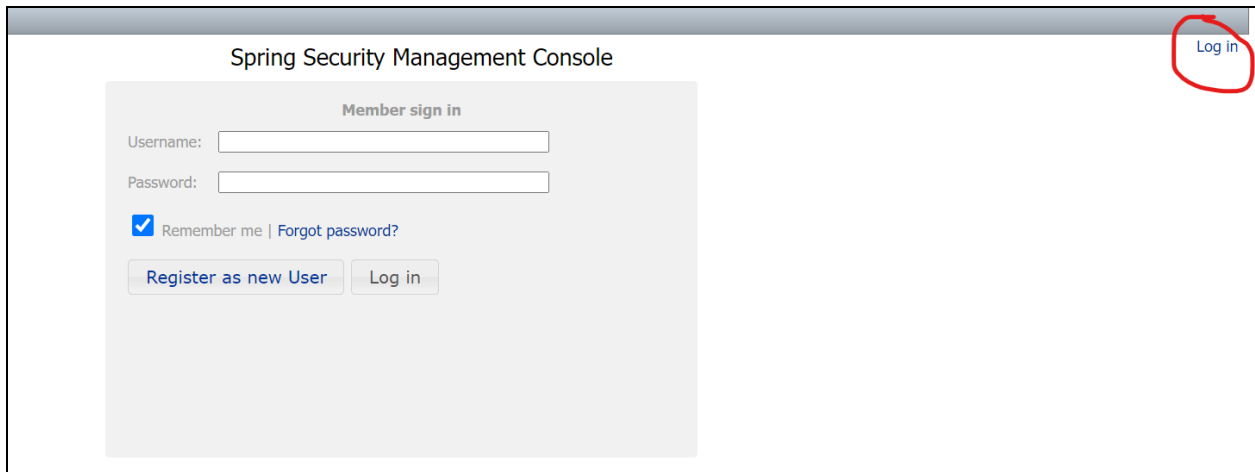 Log in
Spring Security Management Console
Member sign in
Username:
Password:
Remember me | Forgot password?
Register as new User Log in